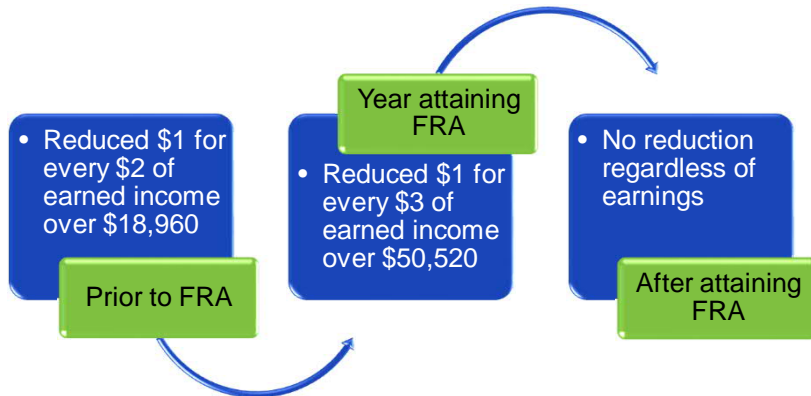 • Reduced $1 for
every $2 of
earned income
over $18,960
Prior to FRA
Year attaining
FRA
• Reduced $1 for
every $3 of
earned income
over $50,520
• No reduction
regardless of
earnings
After attaining
FRA